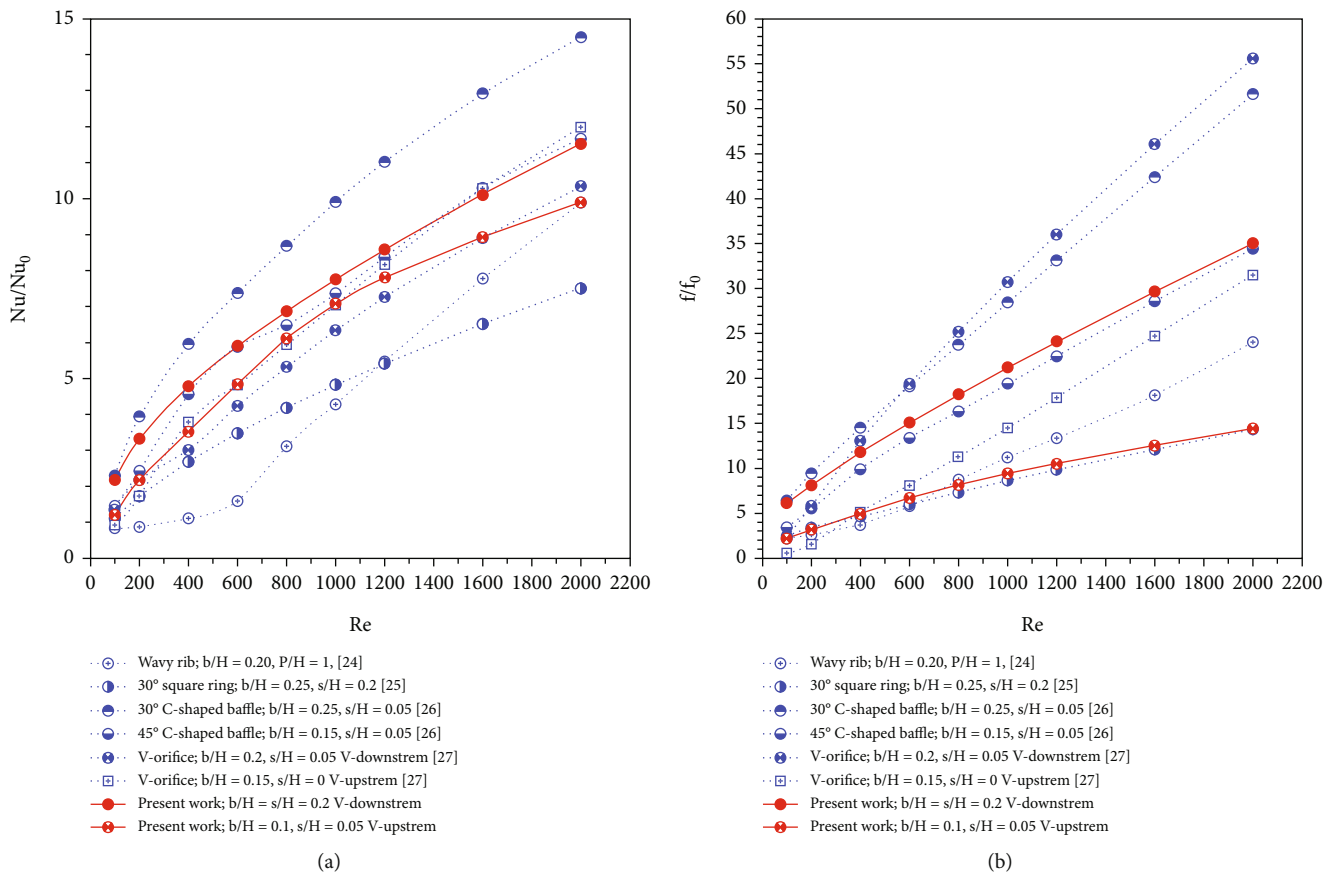 15
10
5
0
Nu/Nu0
0 200 400 600 800 1000 1200 1400 1600 1800 2000 2200
Re
Wavy rib; b/H = 0.20, P/H = 1, [24]
30° square ring; b/H = 0.25, s/H = 0.2 [25]
30° C-shaped baffle; b/H = 0.25, s/H = 0.05 [26]
45° C-shaped baffle; b/H = 0.15, s/H = 0.05 [26]
V-orifice; b/H = 0.2, s/H = 0.05 V-downstrem [27]
V-orifice; b/H = 0.15, s/H = 0 V-upstrem [27]
Present work; b/H = s/H = 0.2 V-downstrem
Present work; b/H = 0.1, s/H = 0.05 V-upstrem
(a)
60
55
50
45
40
35
30
25
20
15
10
5
0
f/f0
0 200 400 600 800 1000 1200 1400 1600 1800 2000 2200
Re
Wavy rib; b/H = 0.20, P/H = 1, [24]
30° square ring; b/H = 0.25, s/H = 0.2 [25]
30° C-shaped baffle; b/H = 0.25, s/H = 0.05 [26]
45° C-shaped baffle; b/H = 0.15, s/H = 0.05 [26]
V-orifice; b/H = 0.2, s/H = 0.05 V-downstrem [27]
V-orifice; b/H = 0.15, s/H = 0 V-upstrem [27]
Present work; b/H = s/H = 0.2 V-downstrem
Present work; b/H = 0.1, s/H = 0.05 V-upstrem
(b)